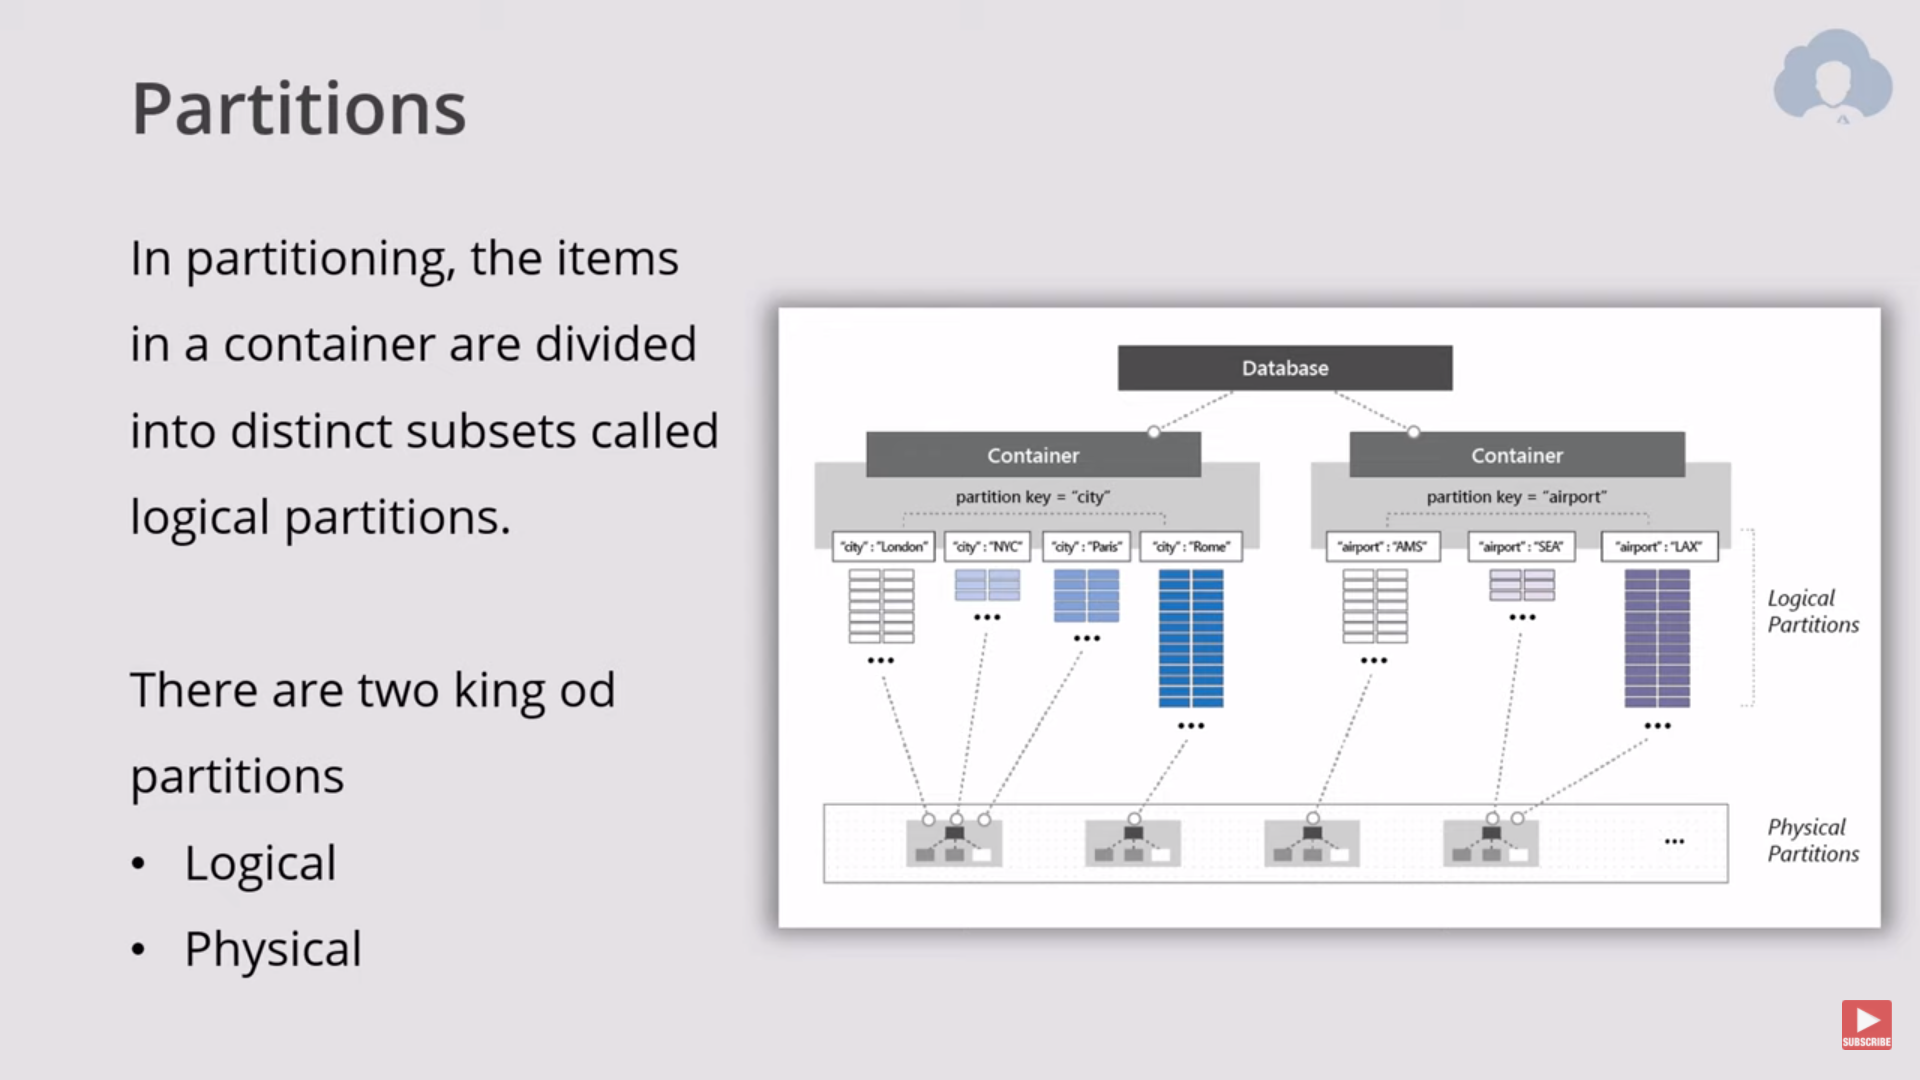 Partitions
In partitioning, the items
in a container are divided
into distinct subsets called
logical partitions.
There are two king od
partitions
• Logical
• Physical
Database
Container
Container
partition key = “city”
partition key = “airport”
“city” : “London”
“city” : “NYC”
“city” : “Paris”
“city” : “Rome”
“airport” : “AMS”
“airport” : “SEA”
“airport” : “LAX”
Logical
Partitions
Physical
Partitions
SUBSCRIBE